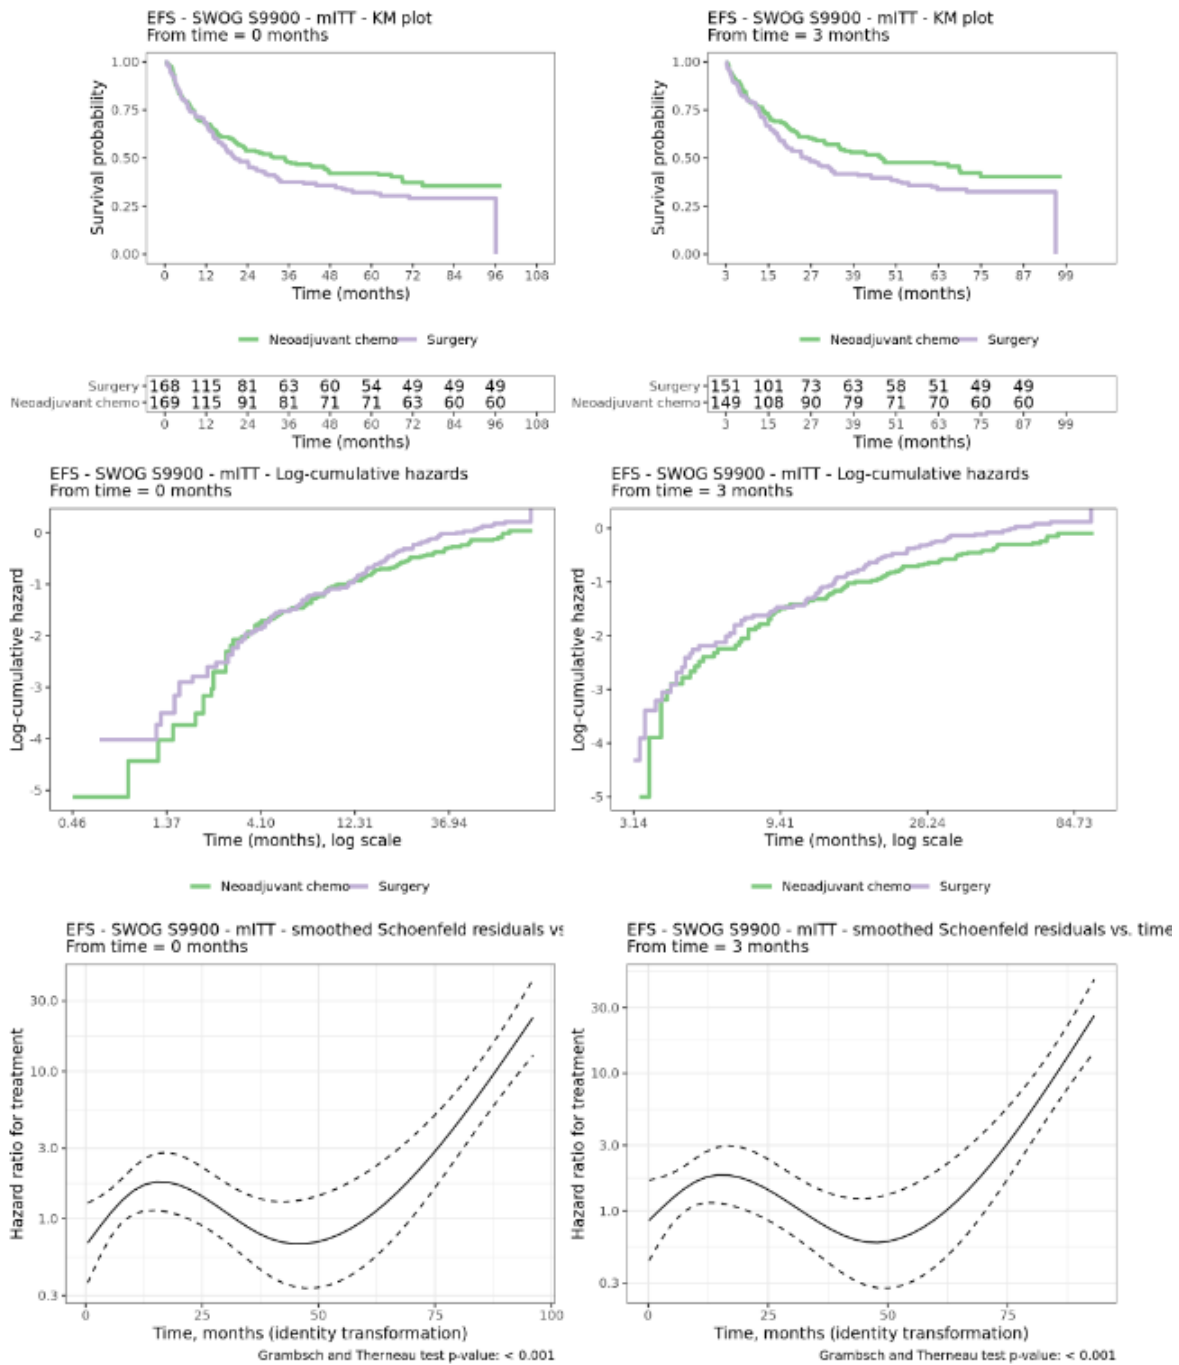 EFS - SWOG S9900 - mITT - KM plot
From time = 0 months
1.00
0.75
0.50
0.25
0.00
Survival probability
0 12 24 36 48 60 72 84 96 108
Time (months)
Neoadjuvant chemo Surgery
Surgery 168 115 81 63 60 54 49 49 49
Neoadjuvant chemo 169 115 91 81 71 71 63 60 60
0 12 24 36 48 60 72 84 96 108
Time (months)
EFS - SWOG S9900 - mITT - KM plot
From time = 3 months
1.00
0.75
0.50
0.25
0.00
Survival probability
3 15 27 39 51 63 75 87 99
Time (months)
Neoadjuvant chemo Surgery
Surgery 151 101 73 63 58 51 49 49
Neoadjuvant chemo 149 108 90 79 71 70 60 60
3 15 27 39 51 63 75 87 99
Time (months)
EFS - SWOG S9900 - mITT - Log-cumulative hazards
From time = 0 months
0
-1
-2
-3
-4
-5
Log-cumulative hazard
0.46 1.37 4.10 12.31 36.94
Time (months), log scale
Neoadjuvant chemo Surgery
EFS - SWOG S9900 - mITT - Log-cumulative hazards
From time = 3 months
0
-1
-2
-3
-4
-5
Log-cumulative hazard
3.14 9.41 28.24 84.73
Time (months), log scale
Neoadjuvant chemo Surgery
EFS - SWOG S9900 - mITT - smoothed Schoenfeld residuals vs
From time = 0 months
30.0
10.0
3.0
1.0
0.3
Hazard ratio for treatment
0 25 50 75 100
Time, months (identity transformation)
Grambsch and Therneau test p-value: < 0.001
EFS - SWOG S9900 - mITT - smoothed Schoenfeld residuals vs. time
From time = 3 months
30.0
10.0
3.0
1.0
0.3
Hazard ratio for treatment
0 25 50 75
Time, months (identity transformation)
Grambsch and Therneau test p-value: < 0.001